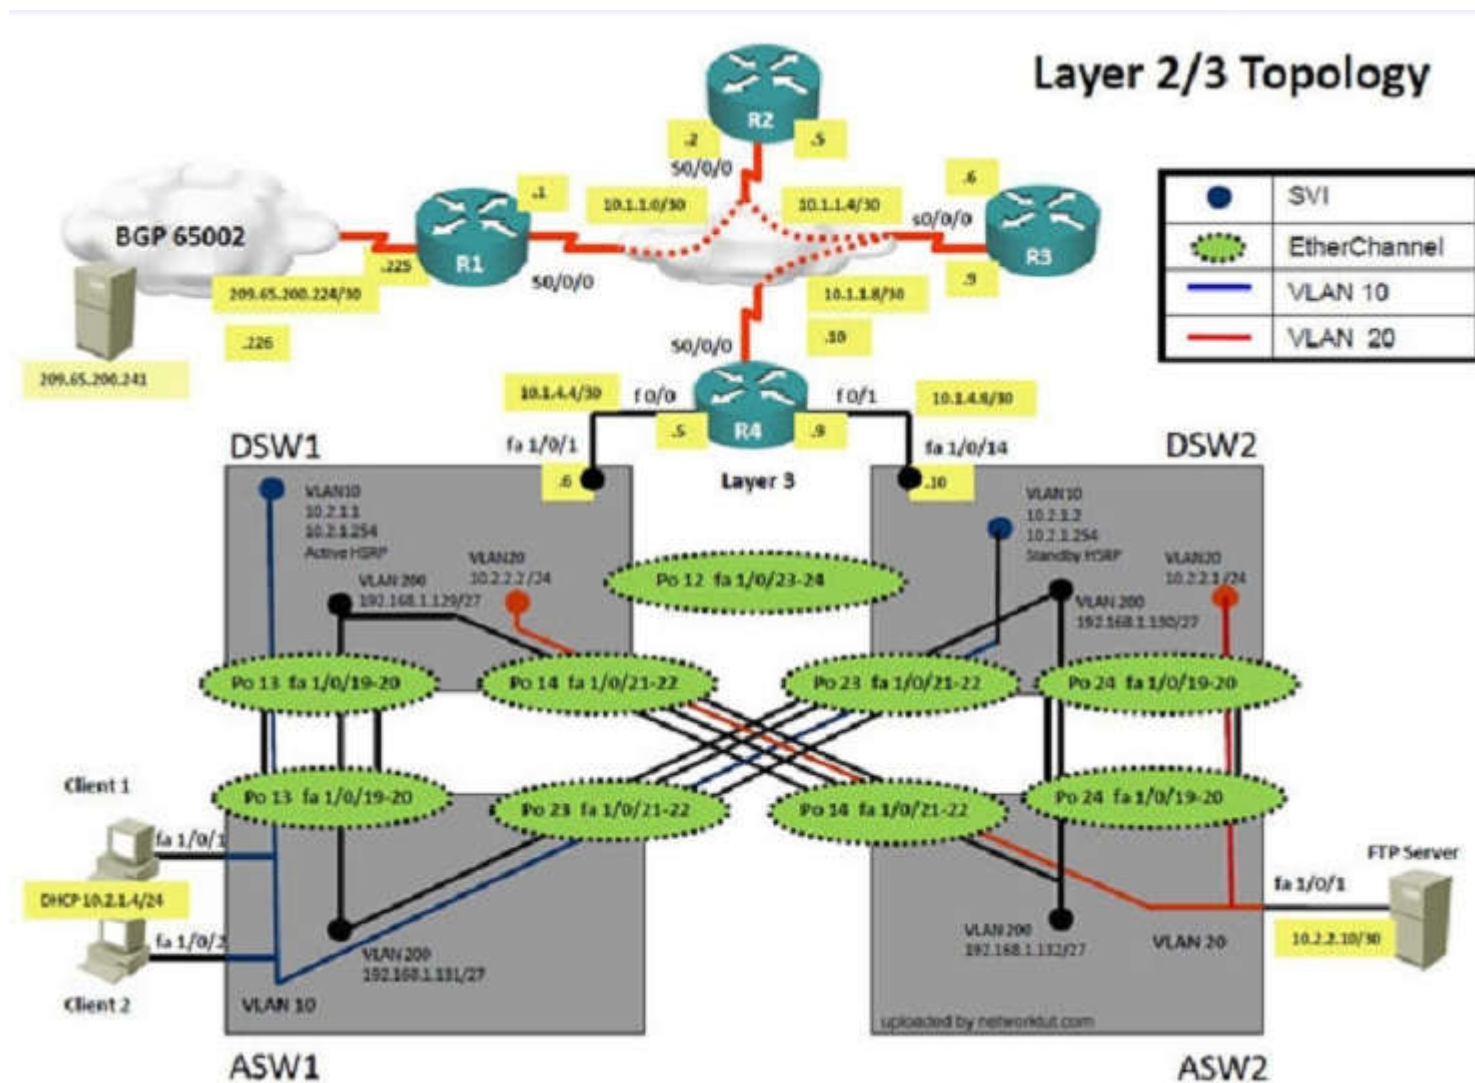 Layer 2/3 Topology
R2
.2
.5
S0/0/0
.6
.1
10.1.1.0/30
10.1.1.4/30
s0/0/0
SVI
EtherChannel
VLAN 10
VLAN 20
BGP 65002
R1
R3
.225
S0/0/0
.9
209.65.200.224/30
10.1.1.8/30
.226
.10
S0/0/0
209.65.200.241
10.1.4.4/30
f 0/0
f 0/1
10.1.4.8/30
.5
R4
.9
DSW1
fa 1/0/1
fa 1/0/14
DSW2
.6
Layer 3
.10
VLAN10
10.2.1.1
10.2.1.254
Active HSRP
VLAN10
10.2.1.2
10.2.1.254
Standby HSRP
VLAN20
10.2.2.2 /24
VLAN20
10.2.2.1 /24
Po 12 fa 1/0/23-24
VLAN 200
192.168.1.129/27
VLAN 200
192.168.1.130/27
Po 13 fa 1/0/19-20
Po 14 fa 1/0/21-22
Po 23 fa 1/0/21-22
Po 24 fa 1/0/19-20
Po 13 fa 1/0/19-20
Po 23 fa 1/0/21-22
Po 14 fa 1/0/21-22
Po 24 fa 1/0/19-20
Client 1
fa 1/0/1
DHCP 10.2.1.4/24
fa 1/0/2
Client 2
FTP Server
fa 1/0/1
10.2.2.10/30
VLAN 200
192.168.1.131/27
VLAN 10
VLAN 200
192.168.1.132/27
VLAN 20
uploaded by networktut.com
ASW1
ASW2